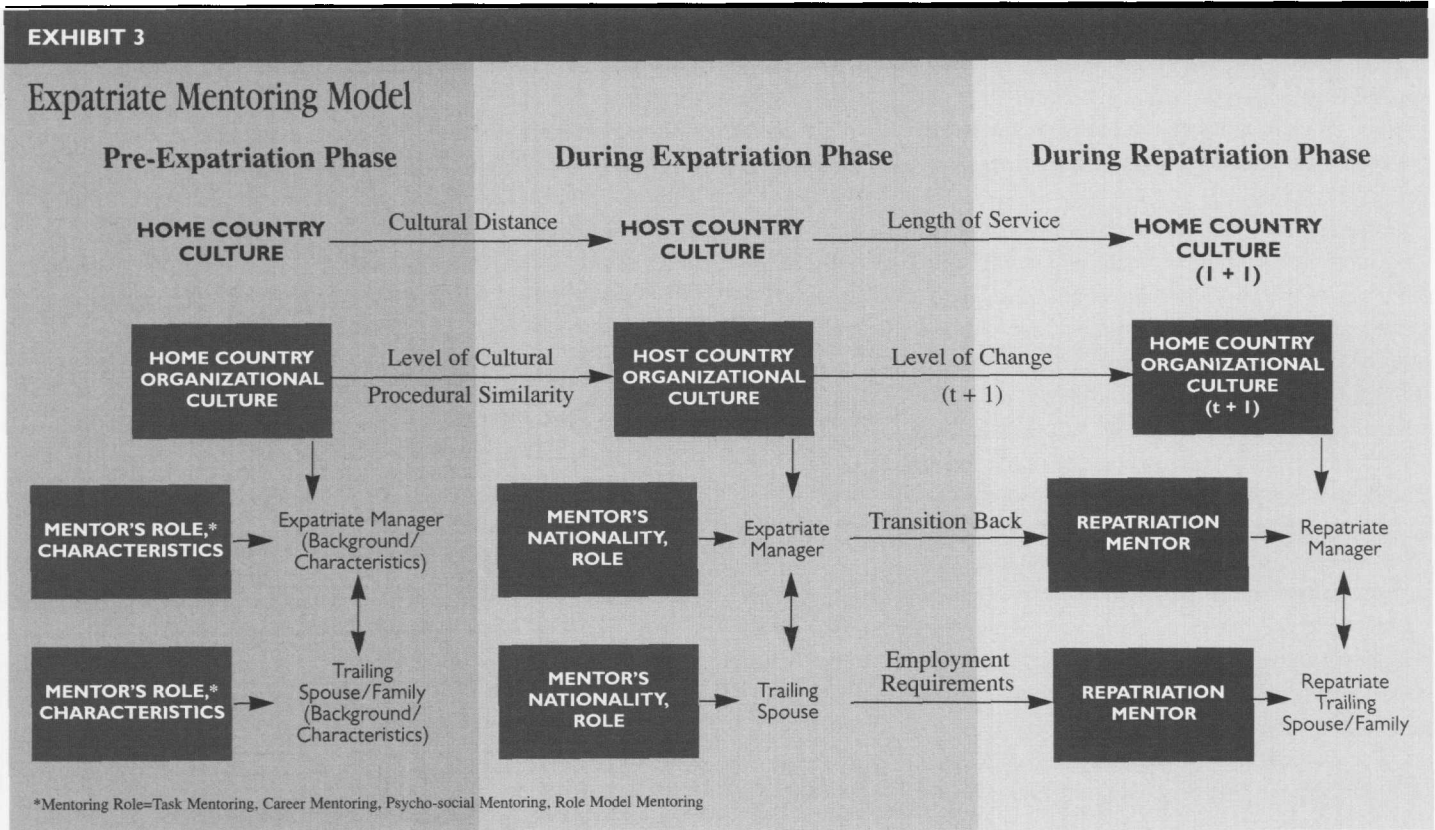 EXHIBIT 3
Expatriate Mentoring Model
Pre-Expatriation Phase
During Expatriation Phase
During Repatriation Phase
HOME COUNTRY
CULTURE
Cultural Distance
HOST COUNTRY
CULTURE
Length of Service
HOME COUNTRY
CULTURE
(I + I)
HOME COUNTRY
ORGANIZATIONAL
CULTURE
Level of Cultural
Procedural Similarity
HOST COUNTRY
ORGANIZATIONAL
CULTURE
Level of Change
(t + 1)
HOME COUNTRY
ORGANIZATIONAL
CULTURE
(t + I)
MENTOR'S ROLE,*
CHARACTERISTICS
Expatriate Manager
(Background/
Characteristics)
MENTOR'S
NATIONALITY,
ROLE
Expatriate
Manager
Transition Back
REPATRIATION
MENTOR
Repatriate
Manager
MENTOR'S ROLE,*
CHARACTERISTICS
Trailing
Spouse/Family
(Background/
Characteristics)
MENTOR'S
NATIONALITY,
ROLE
Trailing
Spouse
Employment
Requirements
REPATRIATION
MENTOR
Repatriate
Trailing
Spouse/Family
*Mentoring Role=Task Mentoring, Career Mentoring, Psycho-social Mentoring, Role Model Mentoring